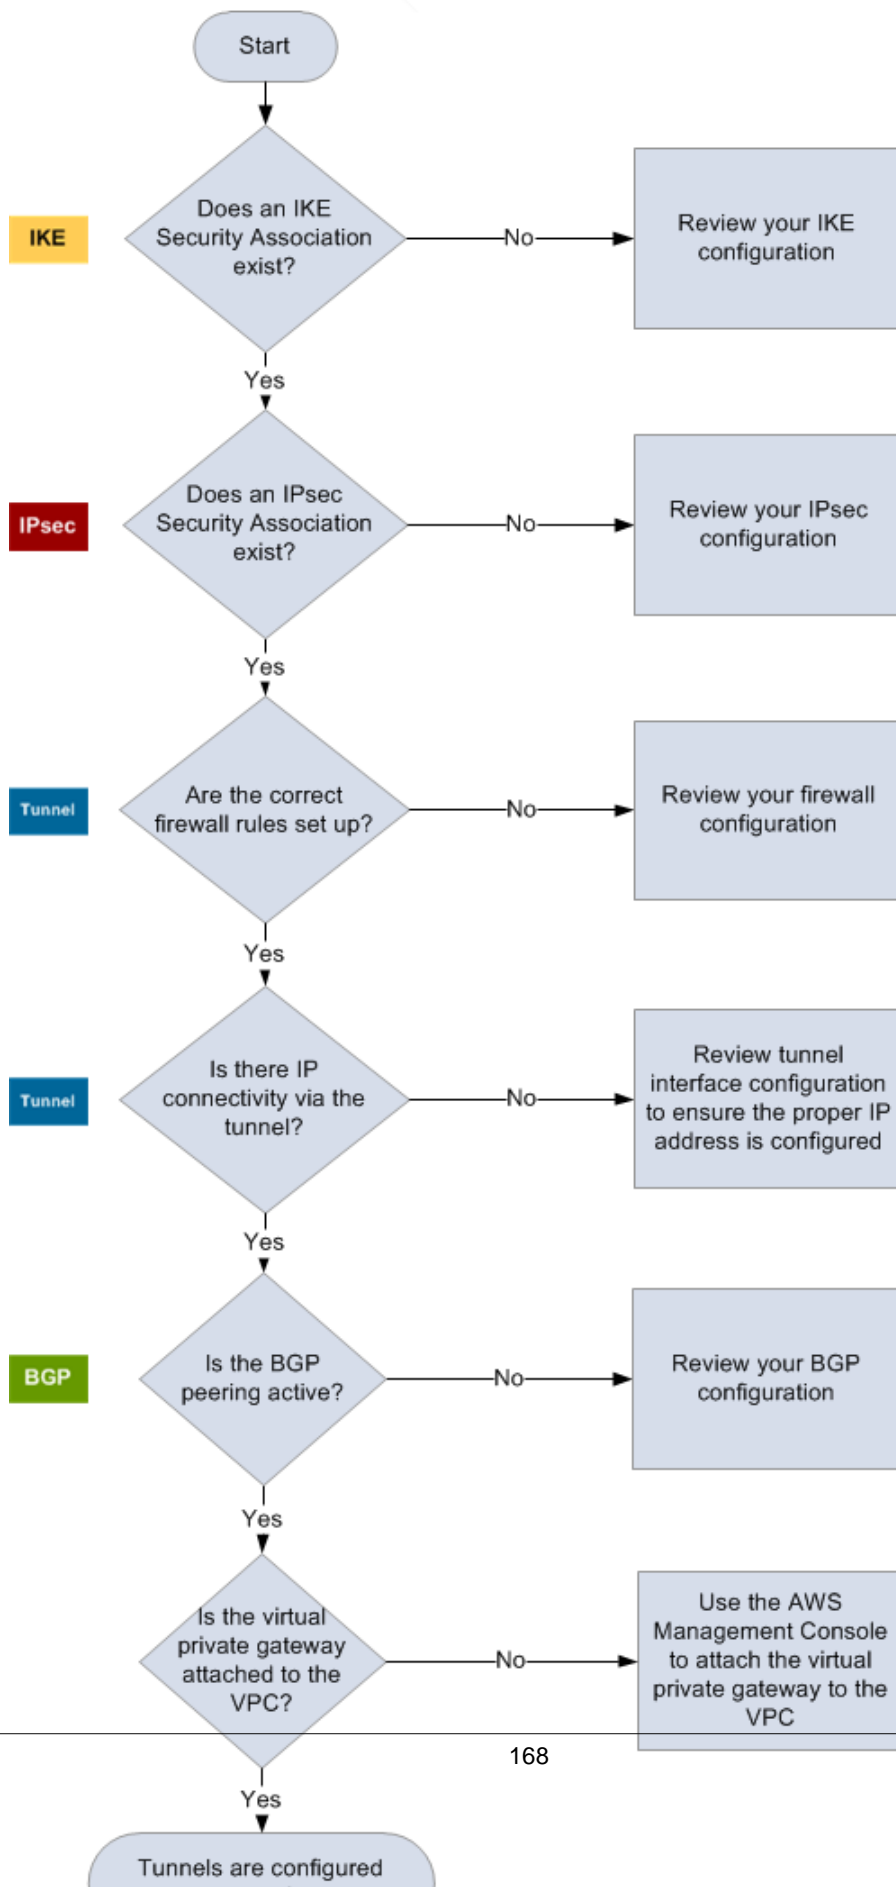 Start
IKE
Does an IKE
Security Association
exist?
No
Review your IKE
configuration
Yes
IPsec
Does an IPsec
Security Association
exist?
No
Review your IPsec
configuration
Yes
Tunnel
Are the correct
firewall rules set up?
No
Review your firewall
configuration
Yes
Tunnel
Is there IP
connectivity via the
tunnel?
No
Review tunnel
interface configuration
to ensure the proper IP
address is configured
Yes
BGP
Is the BGP
peering active?
No
Review your BGP
configuration
Yes
Is the virtual
private gateway
attached to the
VPC?
No
Use the AWS
Management Console
to attach the virtual
private gateway to the
VPC
168
Yes
Tunnels are configured